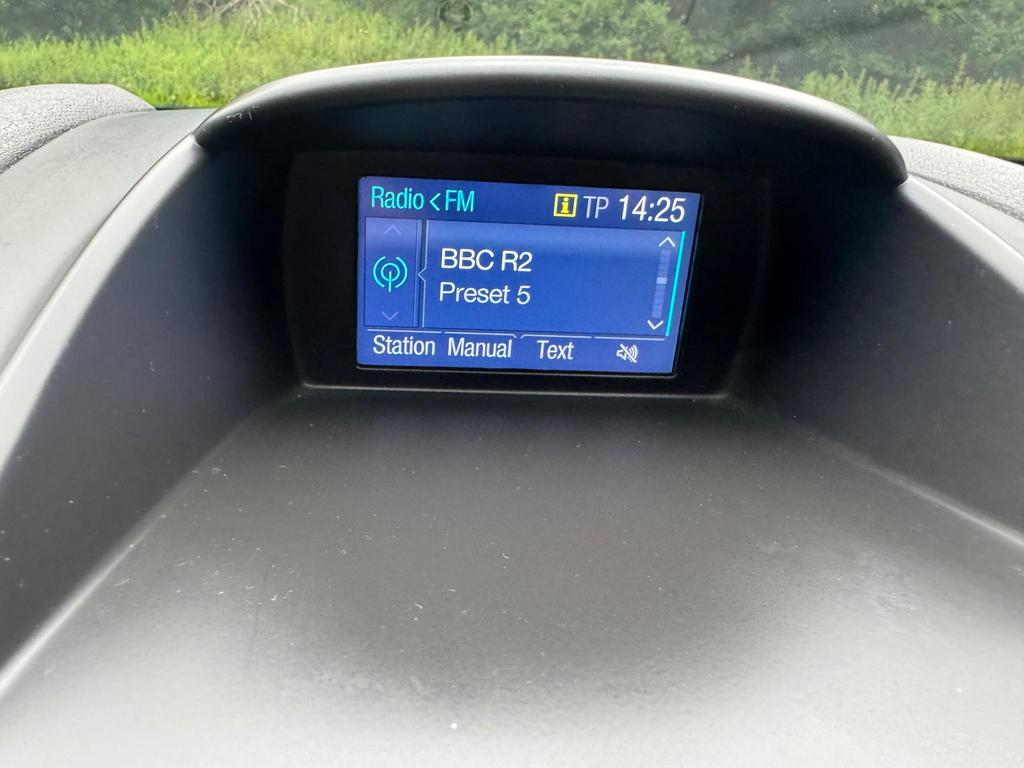 Radio < FM i TP 14:25
BBC R2
Preset 5
Station Manual Text